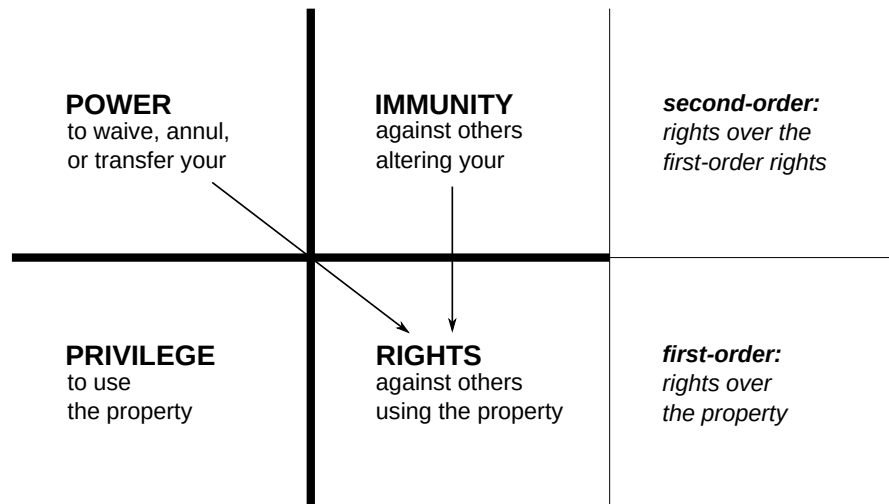 POWER
to waive, annul,
or transfer your
IMMUNITY
against others
altering your
second-order:
rights over the
first-order rights
PRIVILEGE
to use
the property
RIGHTS
against others
using the property
first-order:
rights over
the property